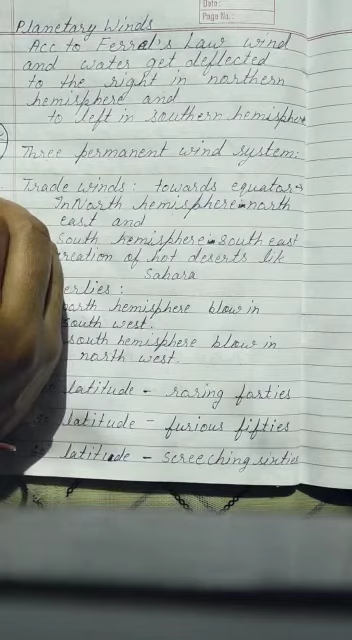 Date :
Page No. :
Planetary Winds
Acc to Ferrel's Law wind
and water get deflected
to the right in northern
hemisphere and
to left in southern hemisphere
Three permanent wind system:
Trade winds : towards equator→
In North hemisphere north
east and
South hemisphere south east
creation of hot deserts lik
Sahara
erlies :
north hemisphere blow in
south west.
south hemisphere blow in
north west.
latitude - roaring forties
latitude - furious fifties
latitude - screeching sixties